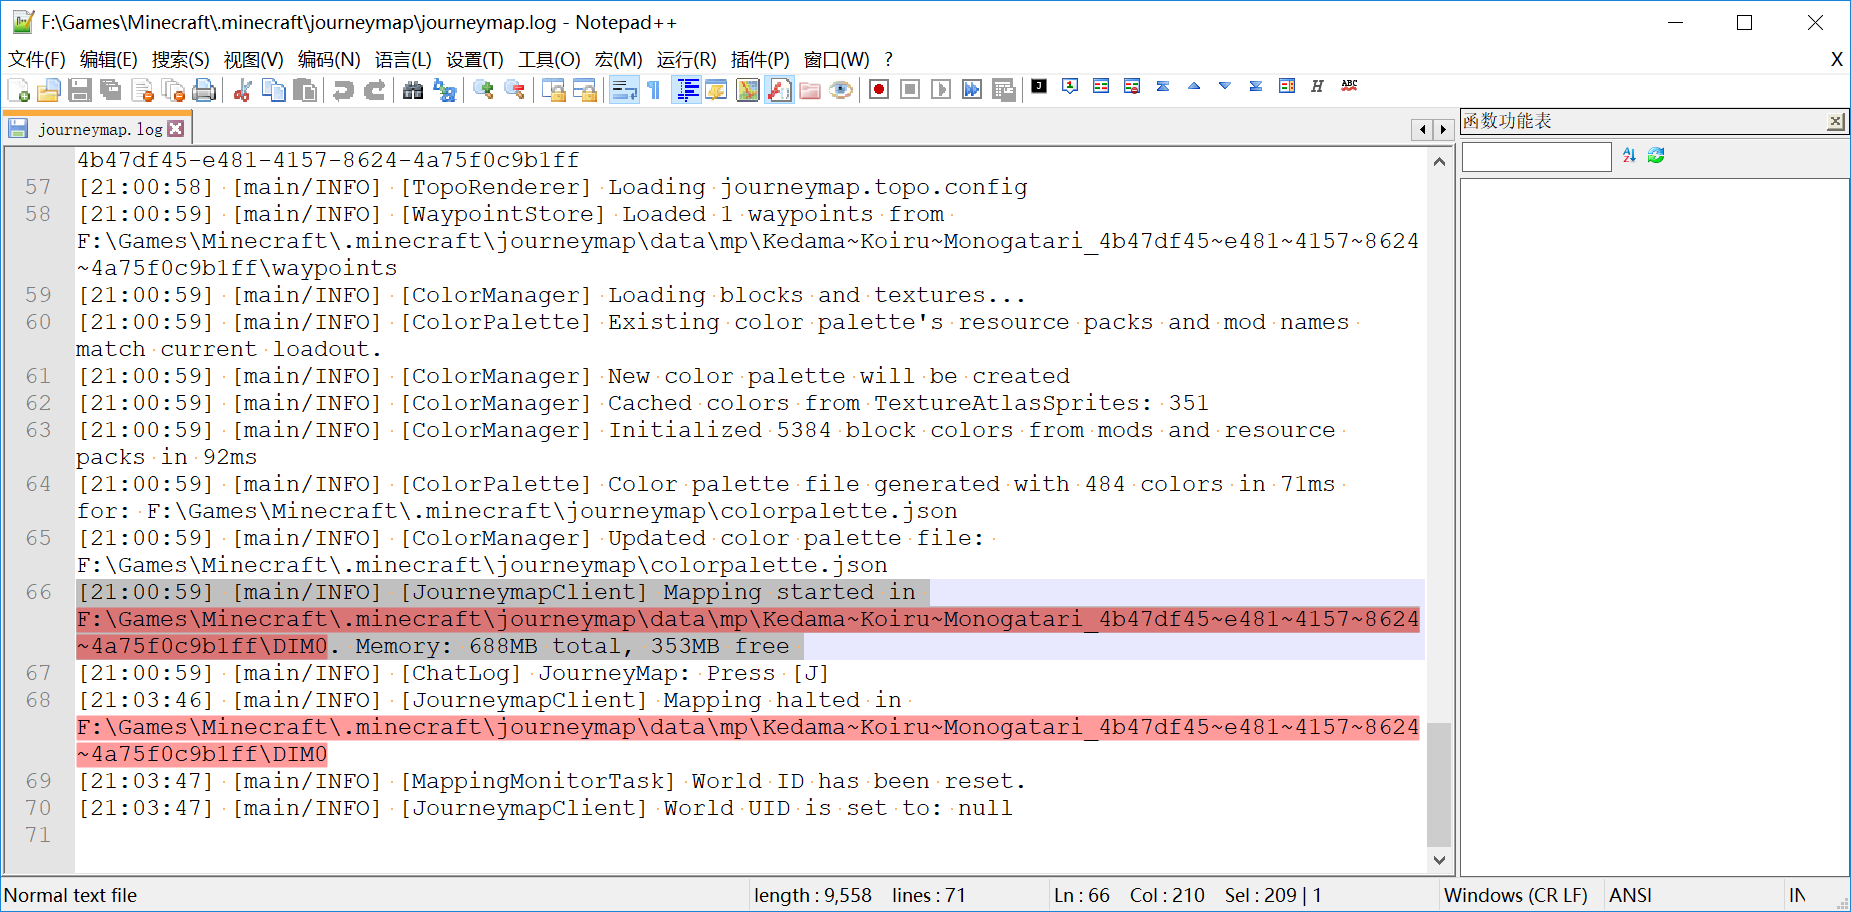 F:\Games\Minecraft\.minecraft\journeymap\journeymap.log - Notepad++
文件(F) 编辑(E) 搜索(S) 视图(V) 编码(N) 语言(L) 设置(T) 工具(O) 宏(M) 运行(R) 插件(P) 窗口(W) ? X
journeymap.log
函数功能表
4b47df45-e481-4157-8624-4a75f0c9b1ff
57 [21:00:58] [main/INFO] [TopoRenderer] Loading journeymap.topo.config
58 [21:00:59] [main/INFO] [WaypointStore] Loaded 1 waypoints from
F:\Games\Minecraft\.minecraft\journeymap\data\mp\Kedama~Koiru~Monogatari_4b47df45~e481~4157~8624
~4a75f0c9b1ff\waypoints
59 [21:00:59] [main/INFO] [ColorManager] Loading blocks and textures...
60 [21:00:59] [main/INFO] [ColorPalette] Existing color palette's resource packs and mod names
match current loadout.
61 [21:00:59] [main/INFO] [ColorManager] New color palette will be created
62 [21:00:59] [main/INFO] [ColorManager] Cached colors from TextureAtlasSprites: 351
63 [21:00:59] [main/INFO] [ColorManager] Initialized 5384 block colors from mods and resource
packs in 92ms
64 [21:00:59] [main/INFO] [ColorPalette] Color palette file generated with 484 colors in 71ms
for: F:\Games\Minecraft\.minecraft\journeymap\colorpalette.json
65 [21:00:59] [main/INFO] [ColorManager] Updated color palette file:
F:\Games\Minecraft\.minecraft\journeymap\colorpalette.json
66 [21:00:59] [main/INFO] [JourneymapClient] Mapping started in
F:\Games\Minecraft\.minecraft\journeymap\data\mp\Kedama~Koiru~Monogatari_4b47df45~e481~4157~8624
~4a75f0c9b1ff\DIM0. Memory: 688MB total, 353MB free
67 [21:00:59] [main/INFO] [ChatLog] JourneyMap: Press [J]
68 [21:03:46] [main/INFO] [JourneymapClient] Mapping halted in
F:\Games\Minecraft\.minecraft\journeymap\data\mp\Kedama~Koiru~Monogatari_4b47df45~e481~4157~8624
~4a75f0c9b1ff\DIM0
69 [21:03:47] [main/INFO] [MappingMonitorTask] World ID has been reset.
70 [21:03:47] [main/INFO] [JourneymapClient] World UID is set to: null
71
Normal text file length : 9,558 lines : 71 Ln : 66 Col : 210 Sel : 209 | 1 Windows (CR LF) ANSI IN